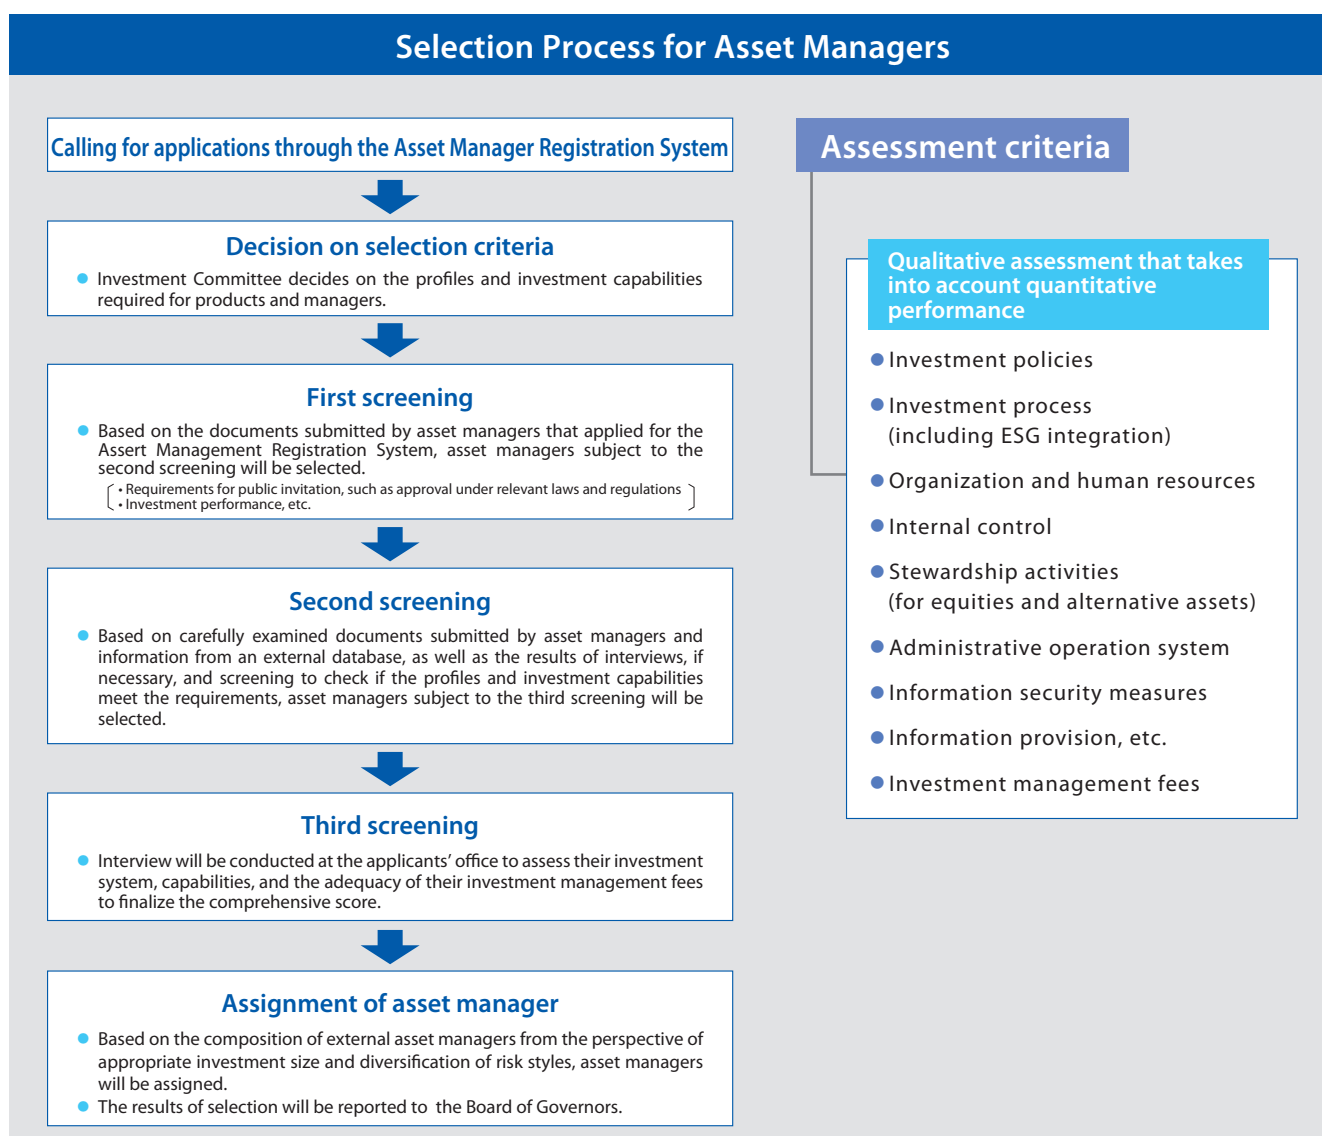 Selection Process for Asset Managers
Calling for applications through the Asset Manager Registration System
Decision on selection criteria
● Investment Committee decides on the profiles and investment capabilities
required for products and managers.
First screening
● Based on the documents submitted by asset managers that applied for the
Assert Management Registration System, asset managers subject to the
second screening will be selected.
• Requirements for public invitation, such as approval under relevant laws and regulations
• Investment performance, etc.
Second screening
● Based on carefully examined documents submitted by asset managers and
information from an external database, as well as the results of interviews, if
necessary, and screening to check if the profiles and investment capabilities
meet the requirements, asset managers subject to the third screening will be
selected.
Third screening
● Interview will be conducted at the applicants’ office to assess their investment
system, capabilities, and the adequacy of their investment management fees
to finalize the comprehensive score.
Assignment of asset manager
● Based on the composition of external asset managers from the perspective of
appropriate investment size and diversification of risk styles, asset managers
will be assigned.
● The results of selection will be reported to the Board of Governors.
Assessment criteria
Qualitative assessment that takes
into account quantitative
performance
● Investment policies
● Investment process
(including ESG integration)
● Organization and human resources
● Internal control
● Stewardship activities
(for equities and alternative assets)
● Administrative operation system
● Information security measures
● Information provision, etc.
● Investment management fees